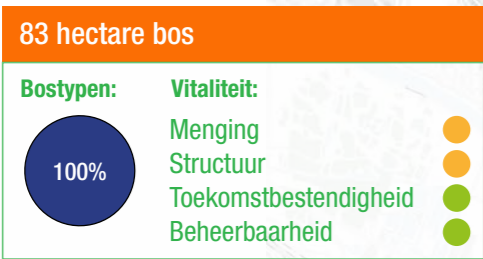 83 hectare bos
Bostypen:
100%
Vitaliteit:
Menging
Structuur
Toekomstbestendigheid
Beheerbaarheid